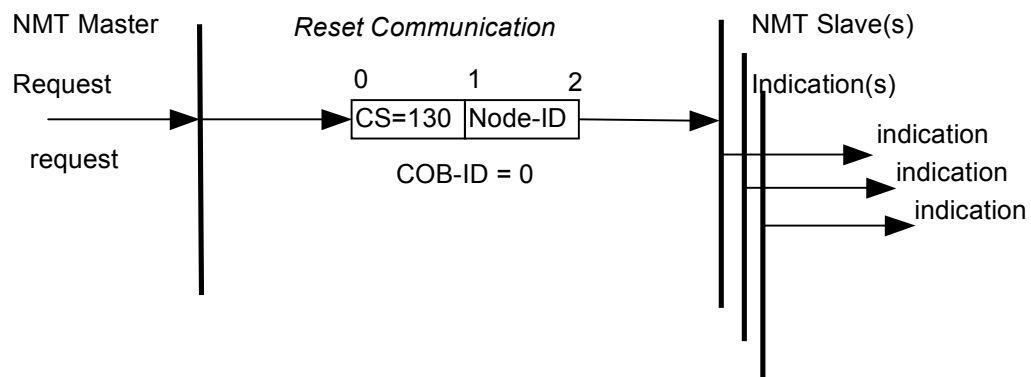 NMT Master
Reset Communication
NMT Slave(s)
Request
0 1 2
Indication(s)
CS=130 Node-ID
request
COB-ID = 0
indication
indication
indication